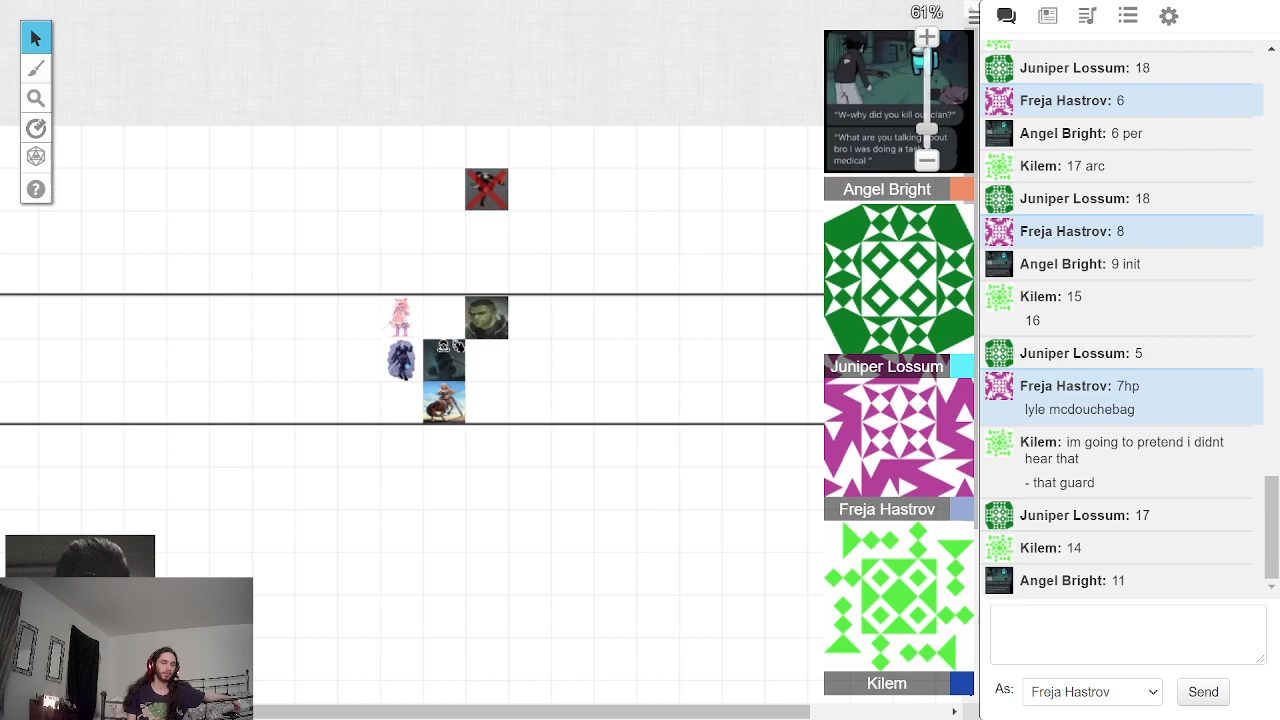 61%
"W-why did you kill our clan?"
"What are you talking about
bro i was doing a task
medical "
Angel Bright
Juniper Lossum
Freja Hastrov
Kilem
Juniper Lossum: 18
Freja Hastrov: 6
Angel Bright: 6 per
Kilem: 17 arc
Juniper Lossum: 18
Freja Hastrov: 8
Angel Bright: 9 init
Kilem: 15
16
Juniper Lossum: 5
Freja Hastrov: 7hp
lyle mcdouchebag
Kilem: im going to pretend i didnt
hear that
- that guard
Juniper Lossum: 17
Kilem: 14
Angel Bright: 11
As:
Freja Hastrov
Send